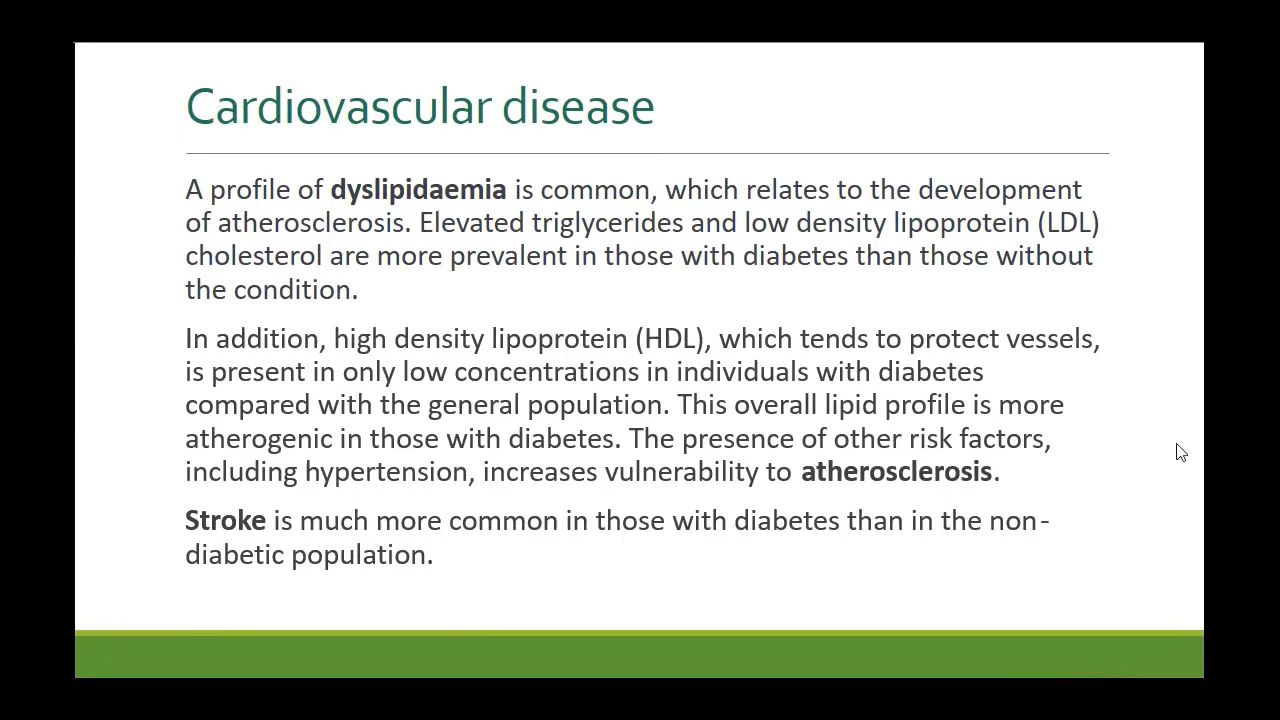 Cardiovascular disease
A profile of dyslipidaemia is common, which relates to the development
of atherosclerosis. Elevated triglycerides and low density lipoprotein (LDL)
cholesterol are more prevalent in those with diabetes than those without
the condition.
In addition, high density lipoprotein (HDL), which tends to protect vessels,
is present in only low concentrations in individuals with diabetes
compared with the general population. This overall lipid profile is more
atherogenic in those with diabetes. The presence of other risk factors,
including hypertension, increases vulnerability to atherosclerosis.
Stroke is much more common in those with diabetes than in the non-
diabetic population.